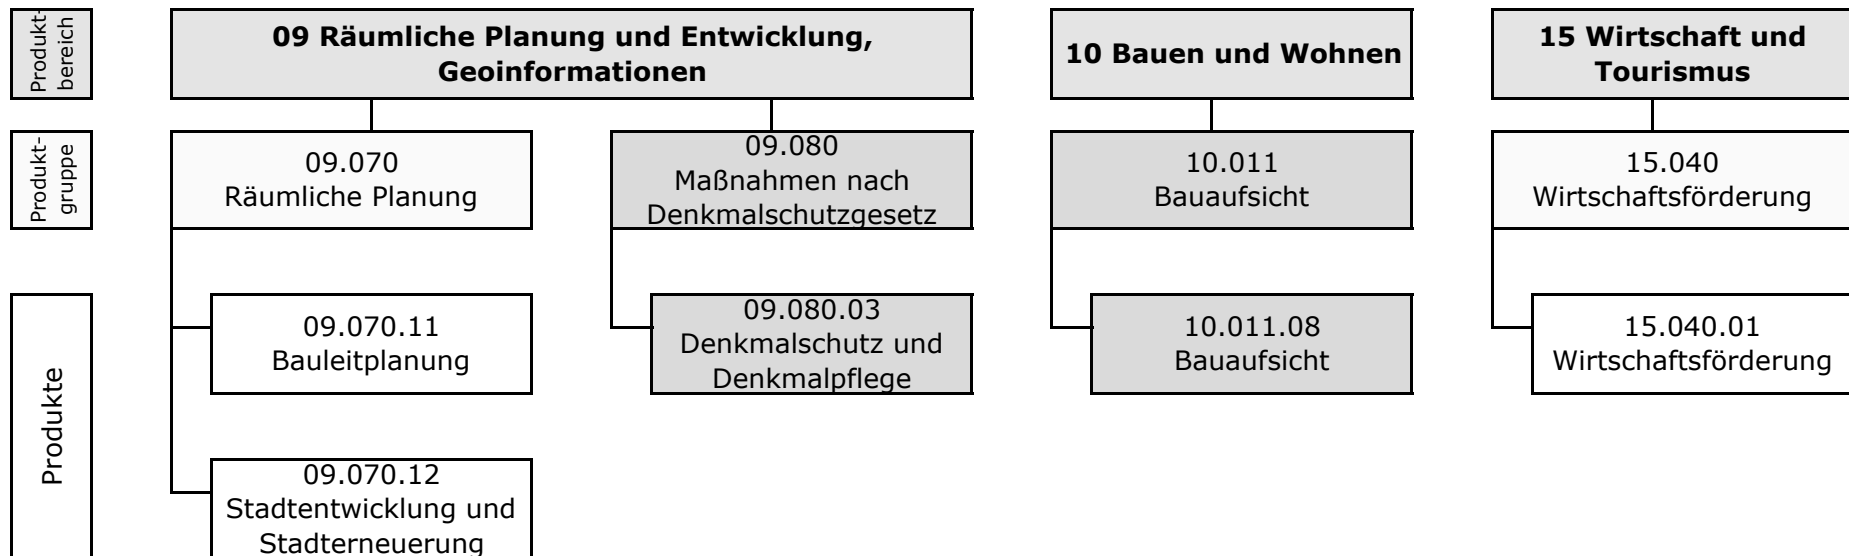 Produkt-
bereich
09 Räumliche Planung und Entwicklung,
Geoinformationen
10 Bauen und Wohnen
15 Wirtschaft und
Tourismus
Produkt-
gruppe
09.070
Räumliche Planung
09.080
Maßnahmen nach
Denkmalschutzgesetz
10.011
Bauaufsicht
15.040
Wirtschaftsförderung
Produkte
09.070.11
Bauleitplanung
09.080.03
Denkmalschutz und
Denkmalpflege
10.011.08
Bauaufsicht
15.040.01
Wirtschaftsförderung
09.070.12
Stadtentwicklung und
Stadterneuerung